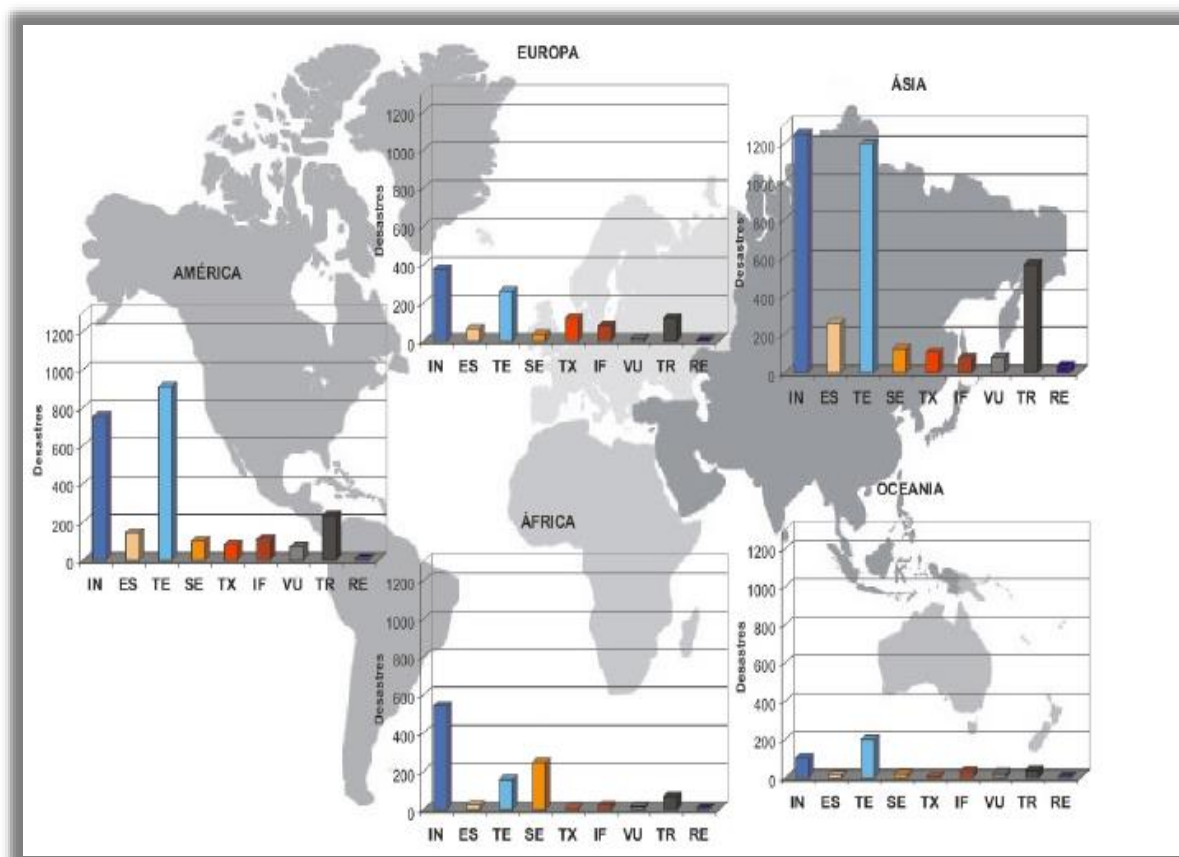 EUROPA
Desastres
1200
1000
800
600
400
200
0
IN ES TE SE TX IF VU TR RE
ÁSIA
Desastres
1200
1000
800
600
400
200
0
IN ES TE SE TX IF VU TR RE
AMÉRICA
Desastres
1200
1000
800
600
400
200
0
IN ES TE SE TX IF VU TR RE
ÁFRICA
Desastres
1200
1000
800
600
400
200
0
IN ES TE SE TX IF VU TR RE
OCEANIA
Desastres
1200
1000
800
600
400
200
0
IN ES TE SE TX IF VU TR RE